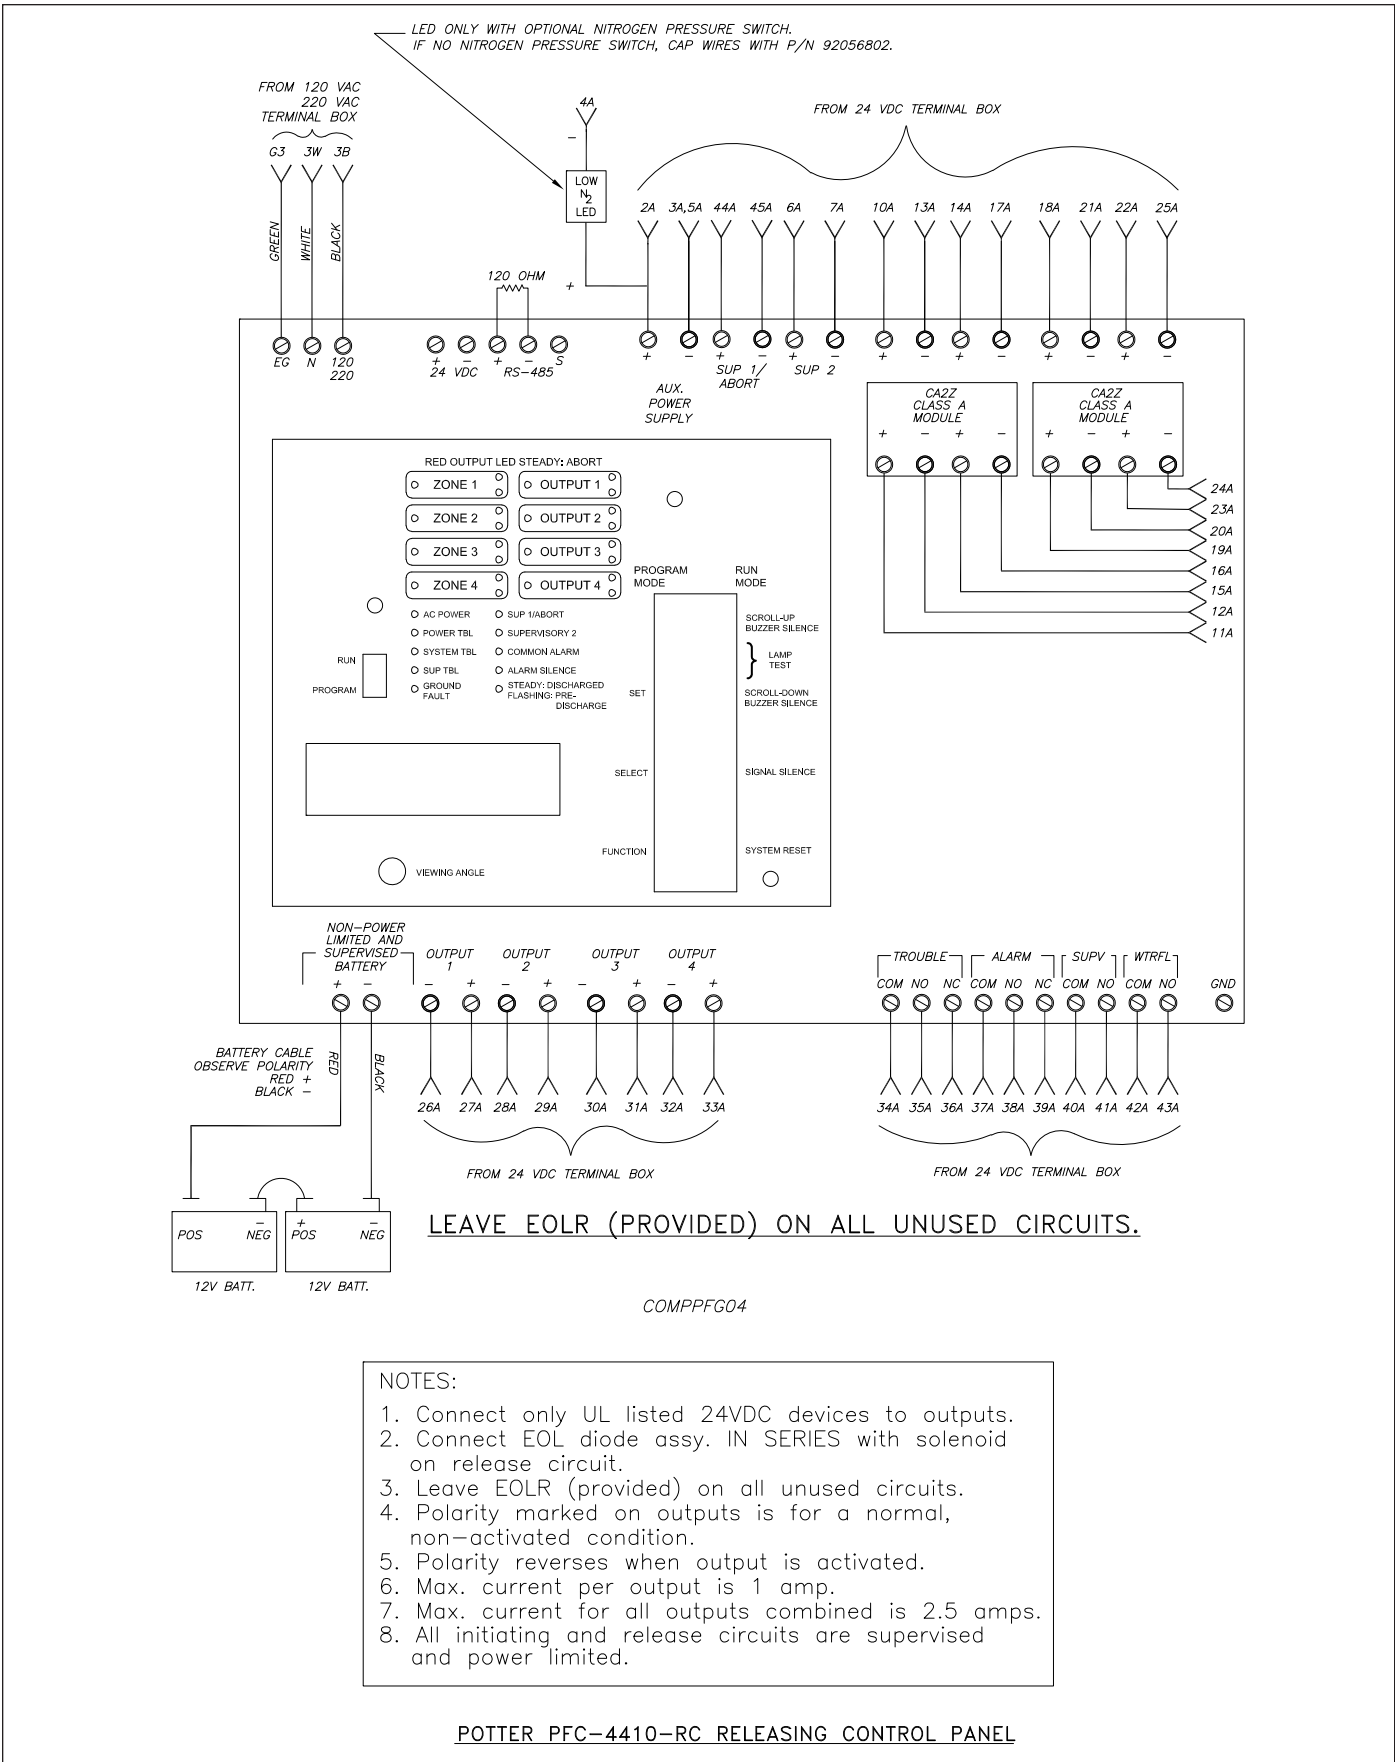 LED ONLY WITH OPTIONAL NITROGEN PRESSURE SWITCH.
IF NO NITROGEN PRESSURE SWITCH, CAP WIRES WITH P/N 92056802.
FROM 120 VAC
220 VAC
TERMINAL BOX
G3 3W 3B
GREEN
WHITE
BLACK
4A
−
LOW
N2
LED
+
120 OHM
FROM 24 VDC TERMINAL BOX
2A 3A,5A 44A 45A 6A 7A 10A 13A 14A 17A 18A 21A 22A 25A
EG N 120
220
+ − + − S
24 VDC RS−485
+ − + − + − + − + − + − + −
SUP 1/
ABORT
SUP 2
AUX.
POWER
SUPPLY
CA2Z
CLASS A
MODULE
+ − + −
CA2Z
CLASS A
MODULE
+ − + −
24A
23A
20A
19A
16A
15A
12A
11A
RED OUTPUT LED STEADY: ABORT
ZONE 1 OUTPUT 1
ZONE 2 OUTPUT 2
ZONE 3 OUTPUT 3
ZONE 4 OUTPUT 4
AC POWER SUP 1/ABORT
POWER TBL SUPERVISORY 2
SYSTEM TBL COMMON ALARM
SUP TBL ALARM SILENCE
GROUND
FAULT
STEADY: DISCHARGED
FLASHING: PRE-
DISCHARGE
RUN
PROGRAM
PROGRAM
MODE
RUN
MODE
SCROLL-UP
BUZZER SILENCE
} LAMP
TEST
SET
SCROLL-DOWN
BUZZER SILENCE
SELECT
SIGNAL SILENCE
FUNCTION
SYSTEM RESET
VIEWING ANGLE
NON−POWER
LIMITED AND
SUPERVISED
BATTERY
+ −
OUTPUT
1
OUTPUT
2
OUTPUT
3
OUTPUT
4
− + − + − + − +
TROUBLE ALARM SUPV WTRFL
COM NO NC COM NO NC COM NO COM NO GND
BATTERY CABLE
OBSERVE POLARITY
RED +
BLACK −
RED
BLACK
26A 27A 28A 29A 30A 31A 32A 33A
34A 35A 36A 37A 38A 39A 40A 41A 42A 43A
FROM 24 VDC TERMINAL BOX
FROM 24 VDC TERMINAL BOX
POS − NEG + POS − NEG
12V BATT. 12V BATT.
LEAVE EOLR (PROVIDED) ON ALL UNUSED CIRCUITS.
COMPPFG04
NOTES:
1. Connect only UL listed 24VDC devices to outputs.
2. Connect EOL diode assy. IN SERIES with solenoid
on release circuit.
3. Leave EOLR (provided) on all unused circuits.
4. Polarity marked on outputs is for a normal,
non−activated condition.
5. Polarity reverses when output is activated.
6. Max. current per output is 1 amp.
7. Max. current for all outputs combined is 2.5 amps.
8. All initiating and release circuits are supervised
and power limited.
POTTER PFC−4410−RC RELEASING CONTROL PANEL